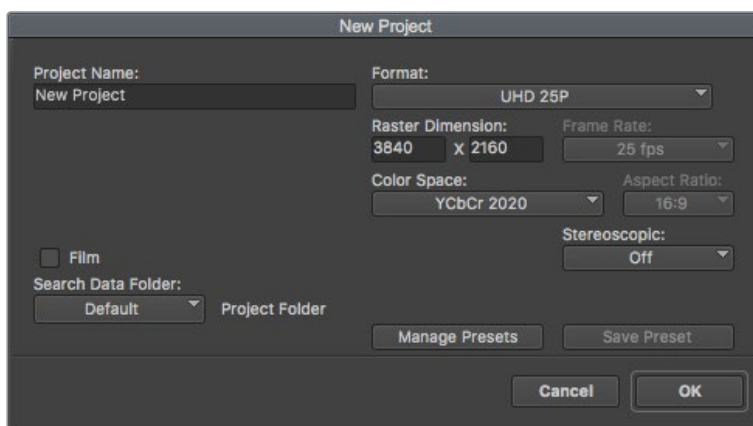 New Project
Project Name:
New Project
Format:
UHD 25P
Raster Dimension:
3840 x 2160
Frame Rate:
25 fps
Color Space:
YCbCr 2020
Aspect Ratio:
16:9
Stereoscopic:
Off
Film
Search Data Folder:
Default
Project Folder
Manage Presets
Save Preset
Cancel
OK